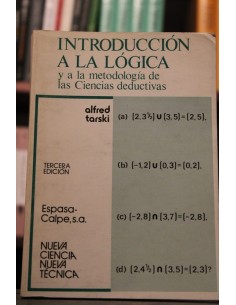 INTRODUCCIÓN
A LA LÓGICA
y a la metodología de
las Ciencias deductivas
alfred
tarski
(a) [2,3½] ∪ [3,5] = [2,5],
TERCERA
EDICIÓN
(b) [-1,2] ∪ [0,3] = [0,2],
Espasa-
Calpe, s.a.
(c) [-2,8] ∩ [3,7] = [-2,8],
NUEVA
CIENCIA
NUEVA
TÉCNICA
(d) [2,4½] ∩ [3,5] = [2,3]?